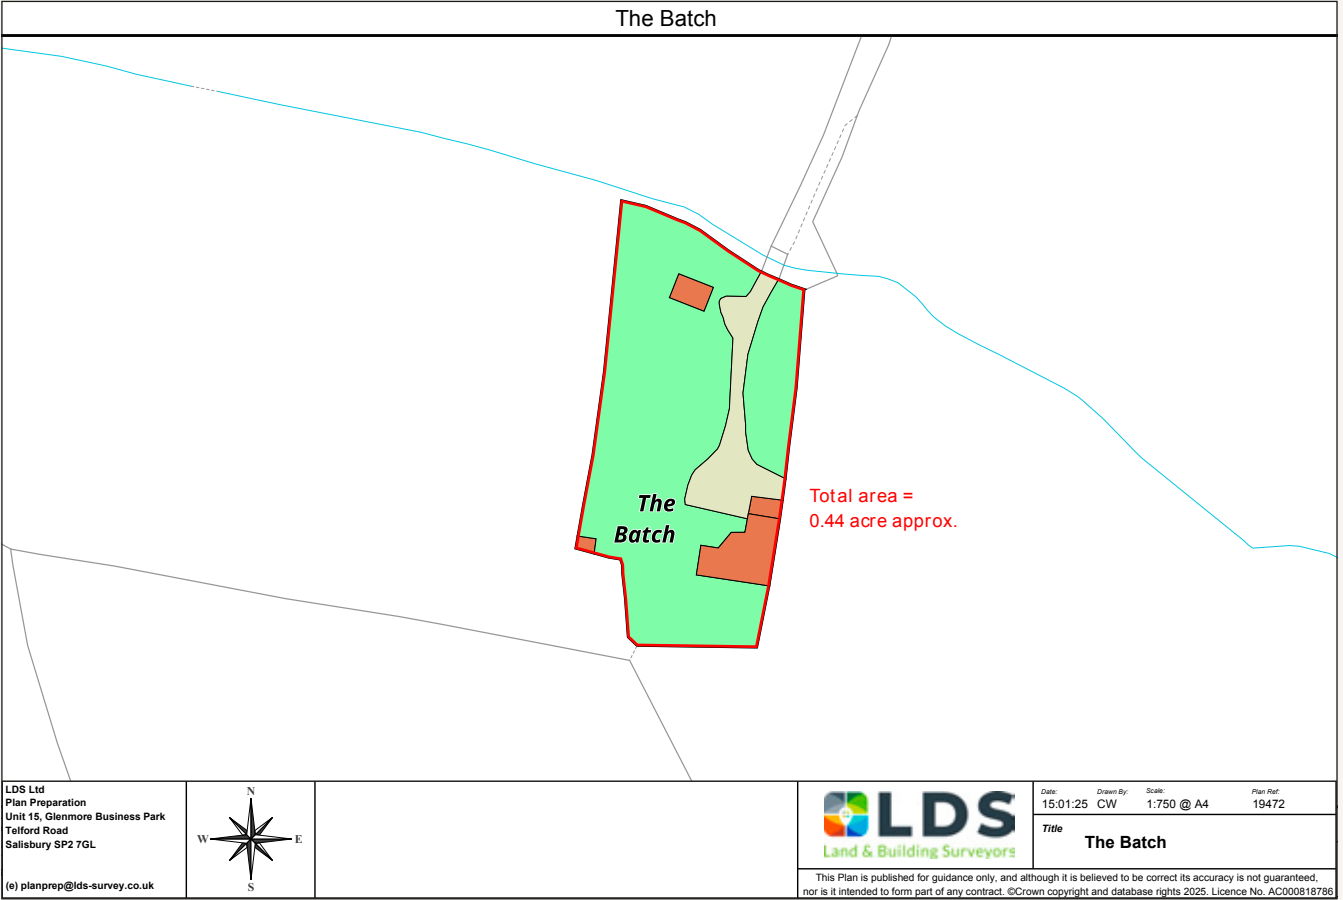 The Batch
The
Batch
Total area =
0.44 acre approx.
LDS Ltd
Plan Preparation
Unit 15, Glenmore Business Park
Telford Road
Salisbury SP2 7GL
(e) planprep@lds-survey.co.uk
N
W E
S
LDS
Land & Building Surveyors
Date: Drawn By: Scale: Plan Ref:
15:01:25 CW 1:750 @ A4 19472
Title
The Batch
This Plan is published for guidance only, and although it is believed to be correct its accuracy is not guaranteed,
nor is it intended to form part of any contract. ©Crown copyright and database rights 2025. Licence No. AC000818786